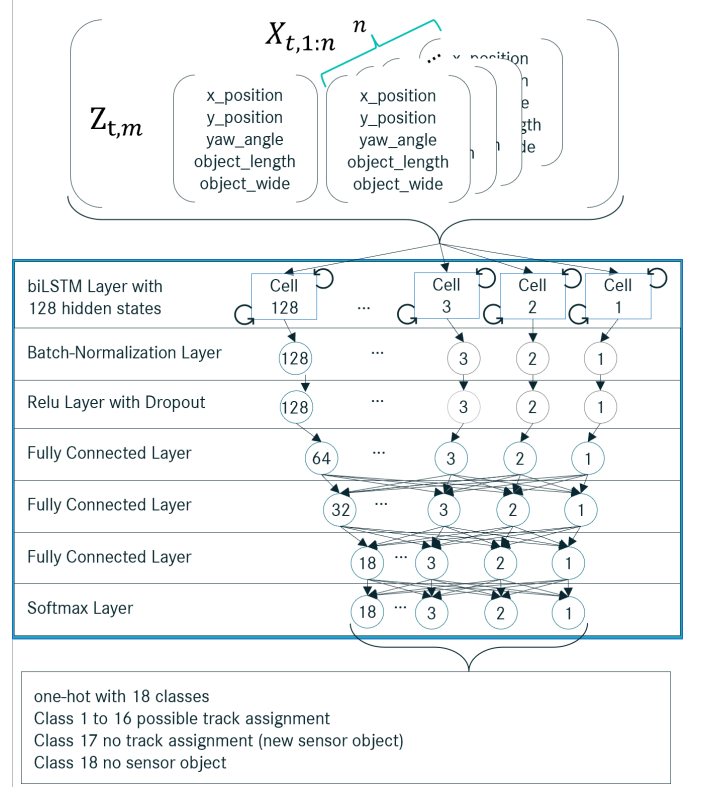 X_{t,1:n} n
Z_{t,m}
x_position x_position ... x_position
y_position y_position n
yaw_angle yaw_angle e
object_length object_length n gth
object_wide object_wide de
biLSTM Layer with
128 hidden states
Cell 128 ... Cell 3 Cell 2 Cell 1
Batch-Normalization Layer 128 ... 3 2 1
Relu Layer with Dropout 128 ... 3 2 1
Fully Connected Layer 64 ... 3 2 1
Fully Connected Layer 32 ... 3 2 1
Fully Connected Layer 18 ... 3 2 1
Softmax Layer 18 ... 3 2 1
one-hot with 18 classes
Class 1 to 16 possible track assignment
Class 17 no track assignment (new sensor object)
Class 18 no sensor object